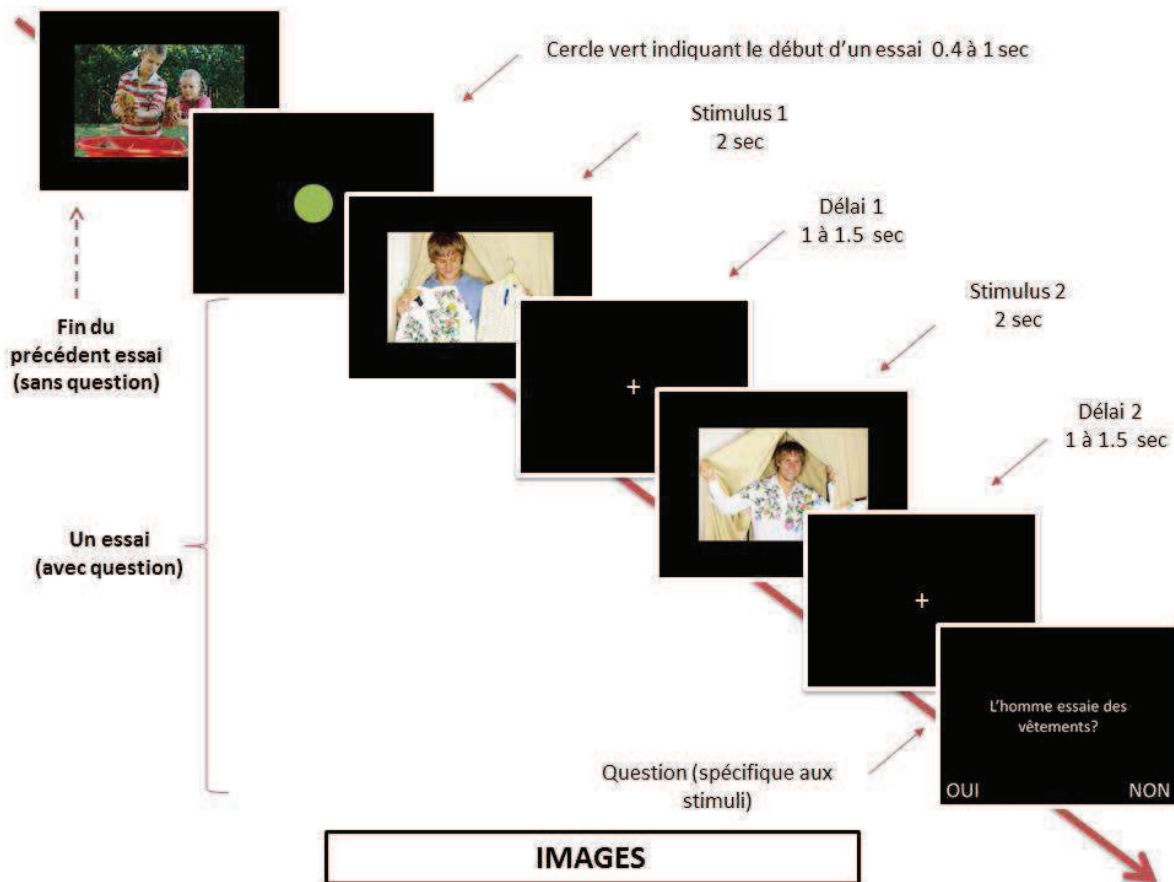 Cercle vert indiquant le début d'un essai 0.4 à 1 sec
Stimulus 1
2 sec
Délai 1
1 à 1.5 sec
Stimulus 2
2 sec
Délai 2
1 à 1.5 sec
Fin du
précédent essai
(sans question)
Un essai
(avec question)
+
+
L'homme essaie des
vêtements?
OUI NON
Question (spécifique aux
stimuli)
IMAGES